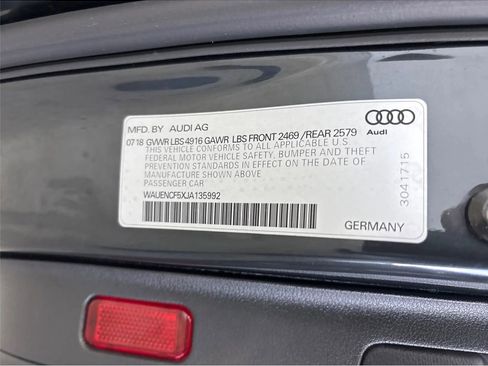 MFD. BY AUDI AG
07 18 GVWR LBS 4916 GAWR LBS FRONT 2469 /REAR 2579
THIS VEHICLE CONFORMS TO ALL APPLICABLE U.S.
FEDERAL MOTOR VEHICLE SAFETY, BUMPER AND THEFT
PREVENTION STANDARDS IN EFFECT ON THE DATE OF
MANUFACTURE SHOWN ABOVE
PASSENGER CAR
WAUENCF5XJA135992
Audi
3041715
GERMANY